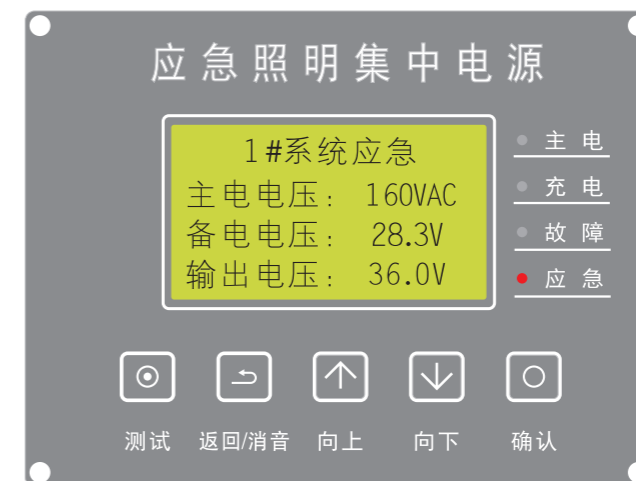 应急照明集中电源
1#系统应急
主电电压: 160VAC
备电电压: 28.3V
输出电压: 36.0V
主电
充电
故障
应急
测试 返回/消音 向上 向下 确认